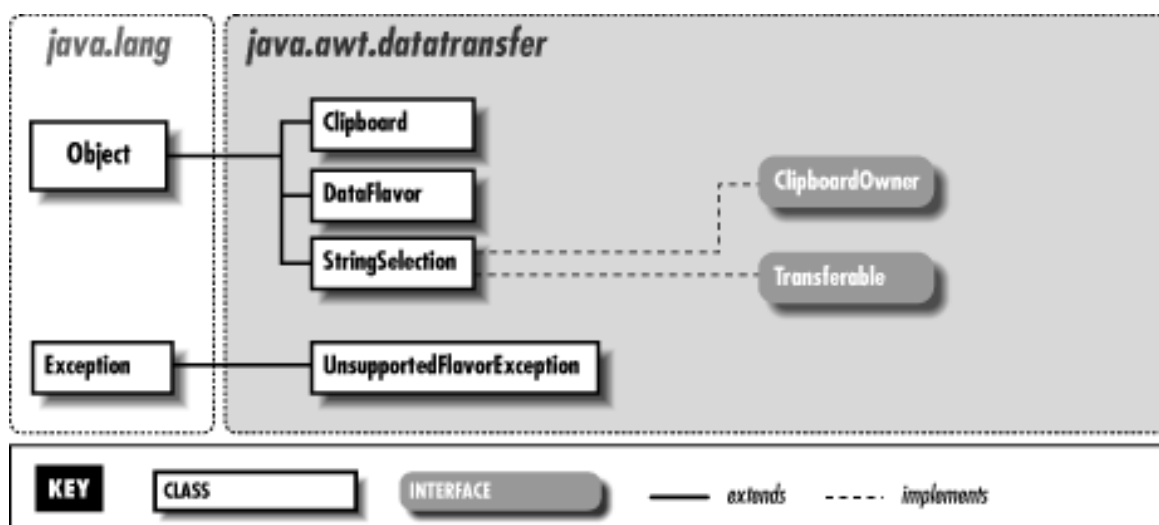 java.lang
java.awt.datatransfer
Object
Clipboard
DataFlavor
StringSelection
ClipboardOwner
Transferable
Exception
UnsupportedFlavorException
KEY
CLASS
INTERFACE
extends
implements